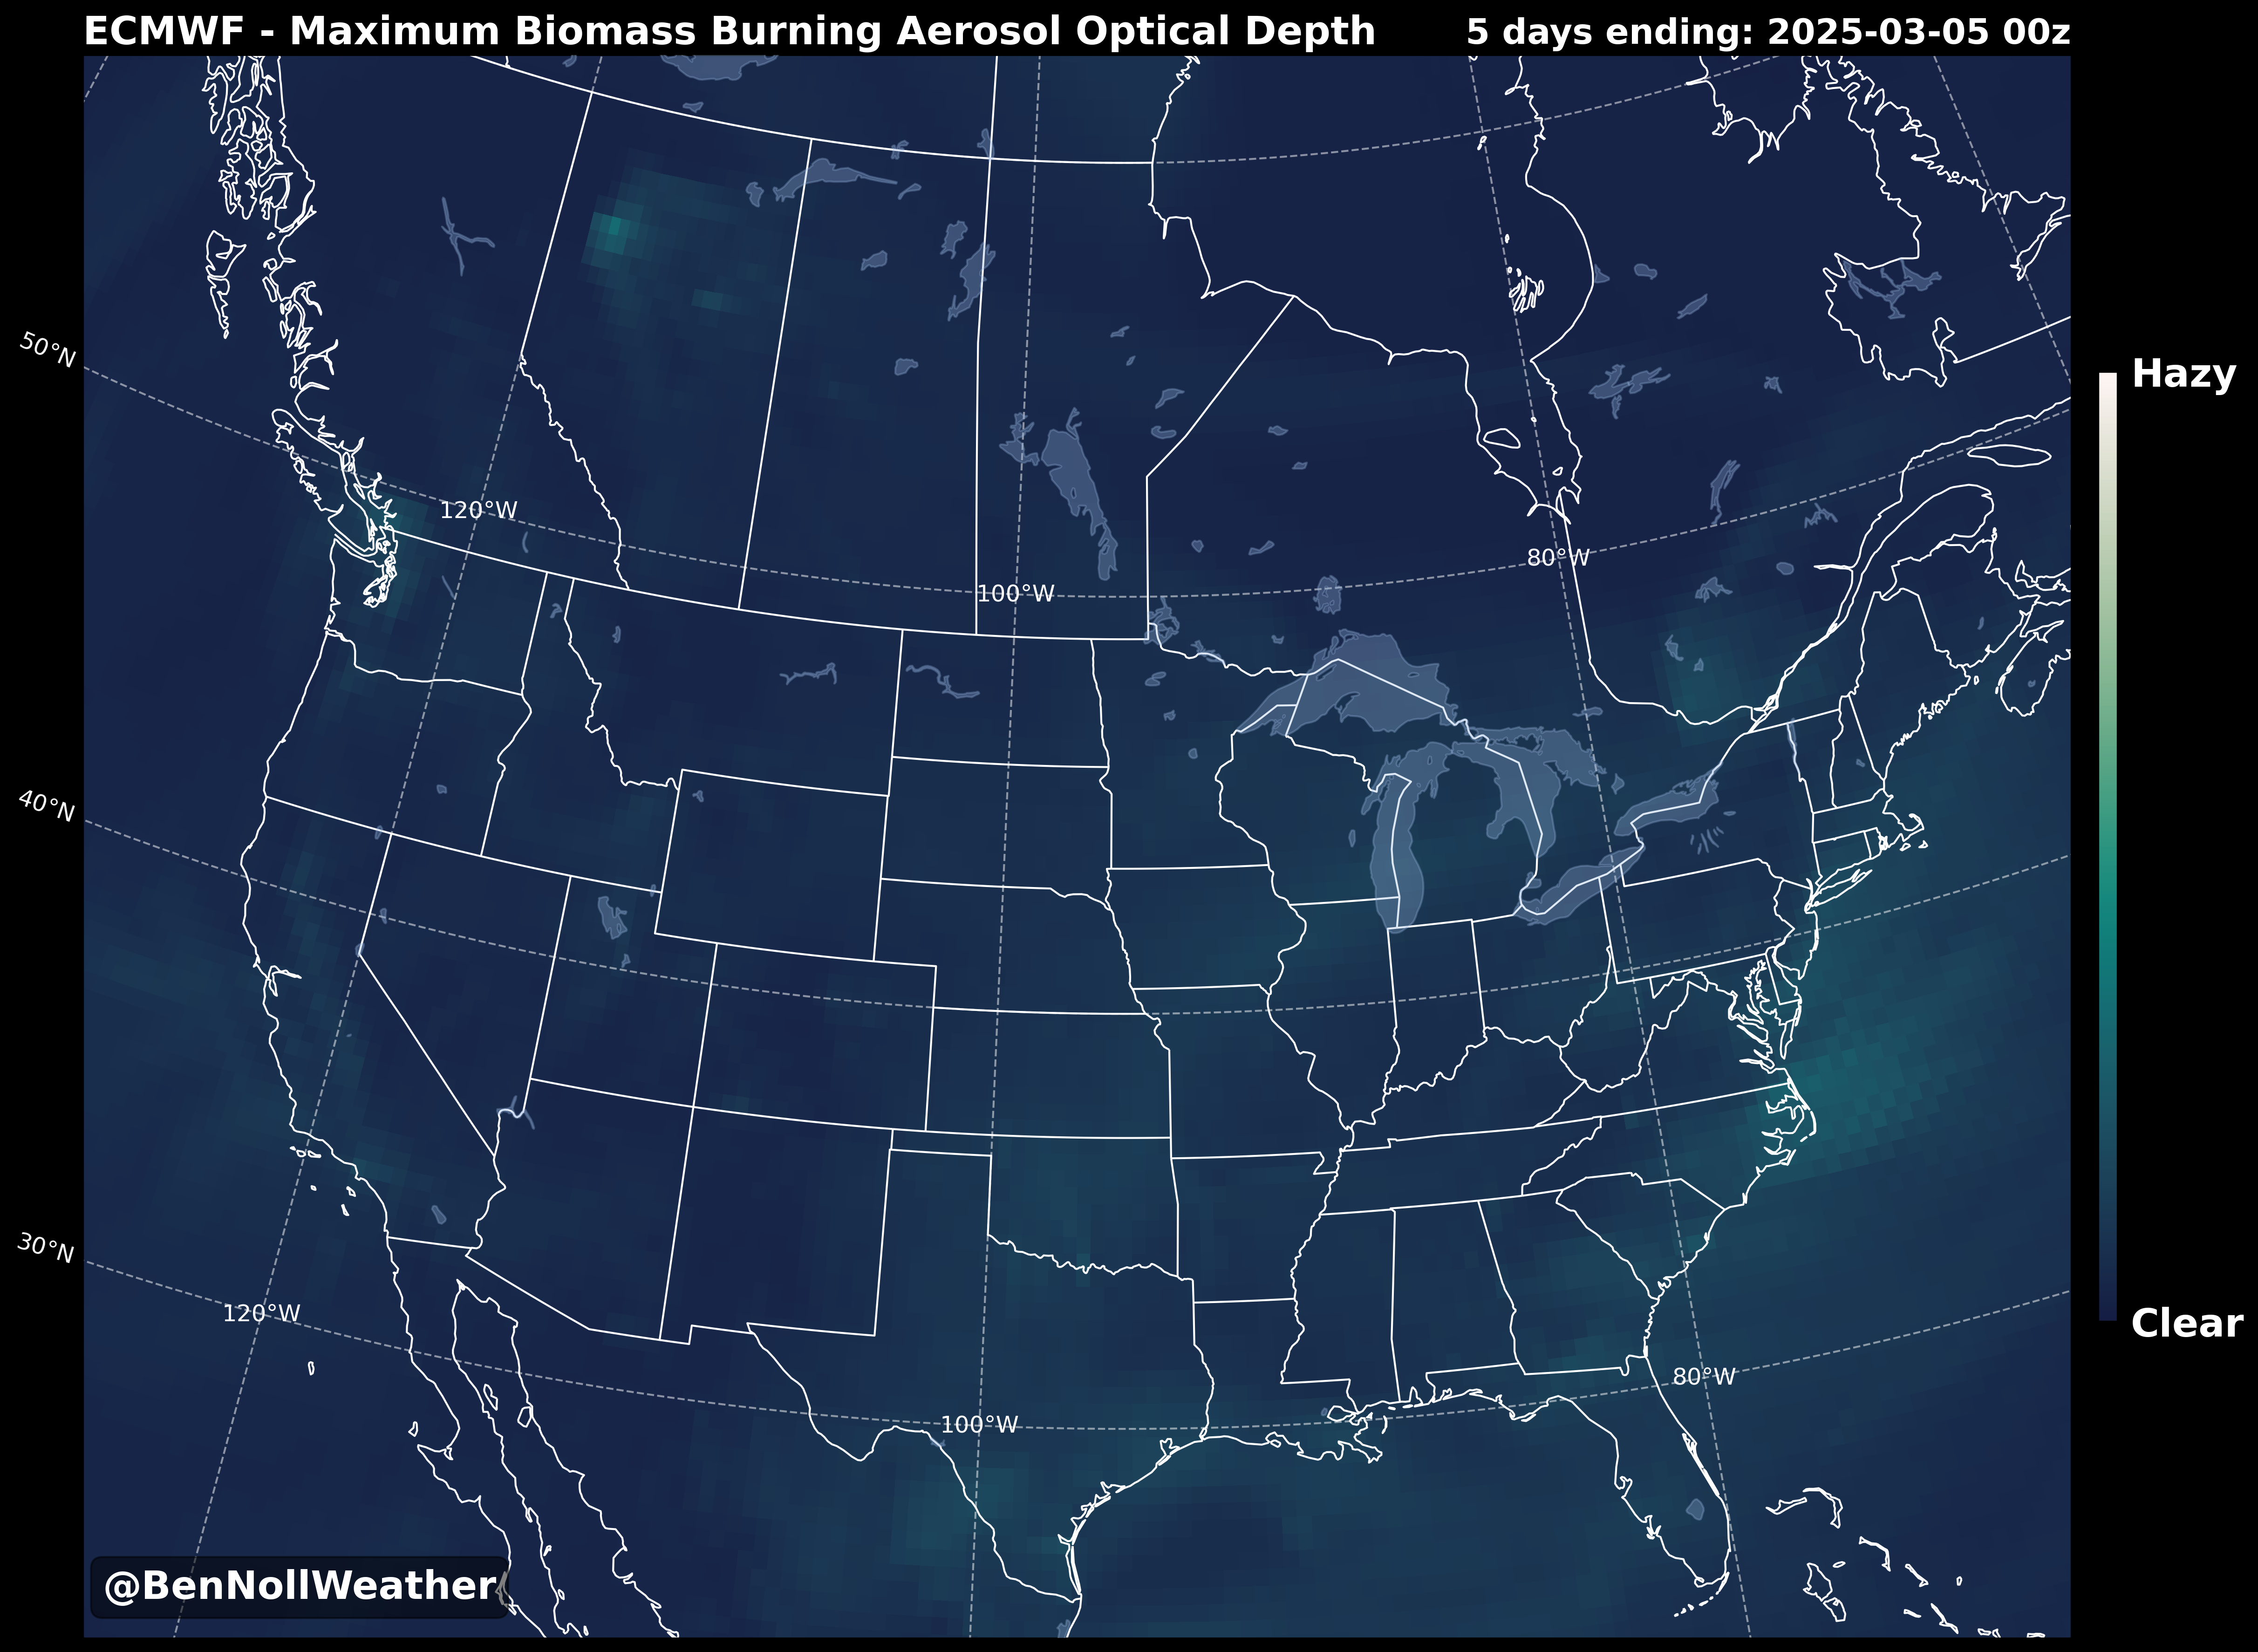 ECMWF - Maximum Biomass Burning Aerosol Optical Depth
5 days ending: 2025-03-05 00z
50°N
Hazy
120°W
80°W
100°W
40°N
30°N
120°W
Clear
80°W
100°W
@BenNollWeather